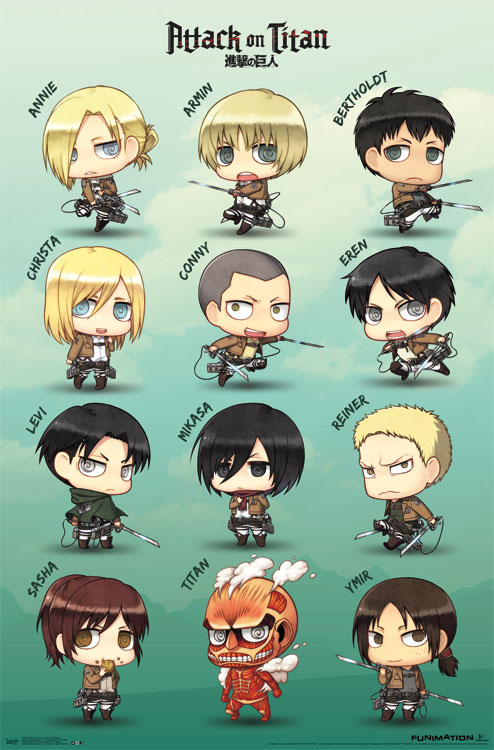 Attack on Titan
進撃の巨人
ANNIE
ARMIN
BERTHOLDT
CHRISTA
CONNY
EREN
LEVI
MIKASA
REINER
SASHA
TITAN
YMIR
FUNIMATION